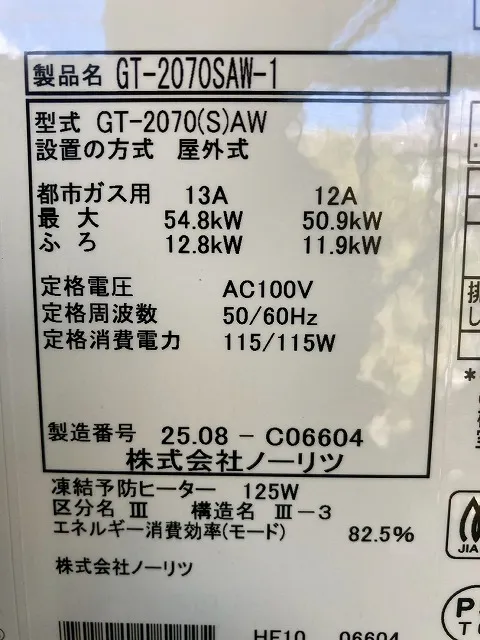 製品名 GT-2070SAW-1
型式 GT-2070(S)AW
設置の方式 屋外式
都市ガス用 13A 12A
最大 54.8kW 50.9kW
ふろ 12.8kW 11.9kW
定格電圧 AC100V
定格周波数 50/60Hz
定格消費電力 115/115W
製造番号 25.08 - C06604
株式会社ノーリツ
凍結予防ヒーター 125W
区分名 Ⅲ 構造名 Ⅲ-3
エネルギー消費効率(モード) 82.5%
株式会社ノーリツ
JIA